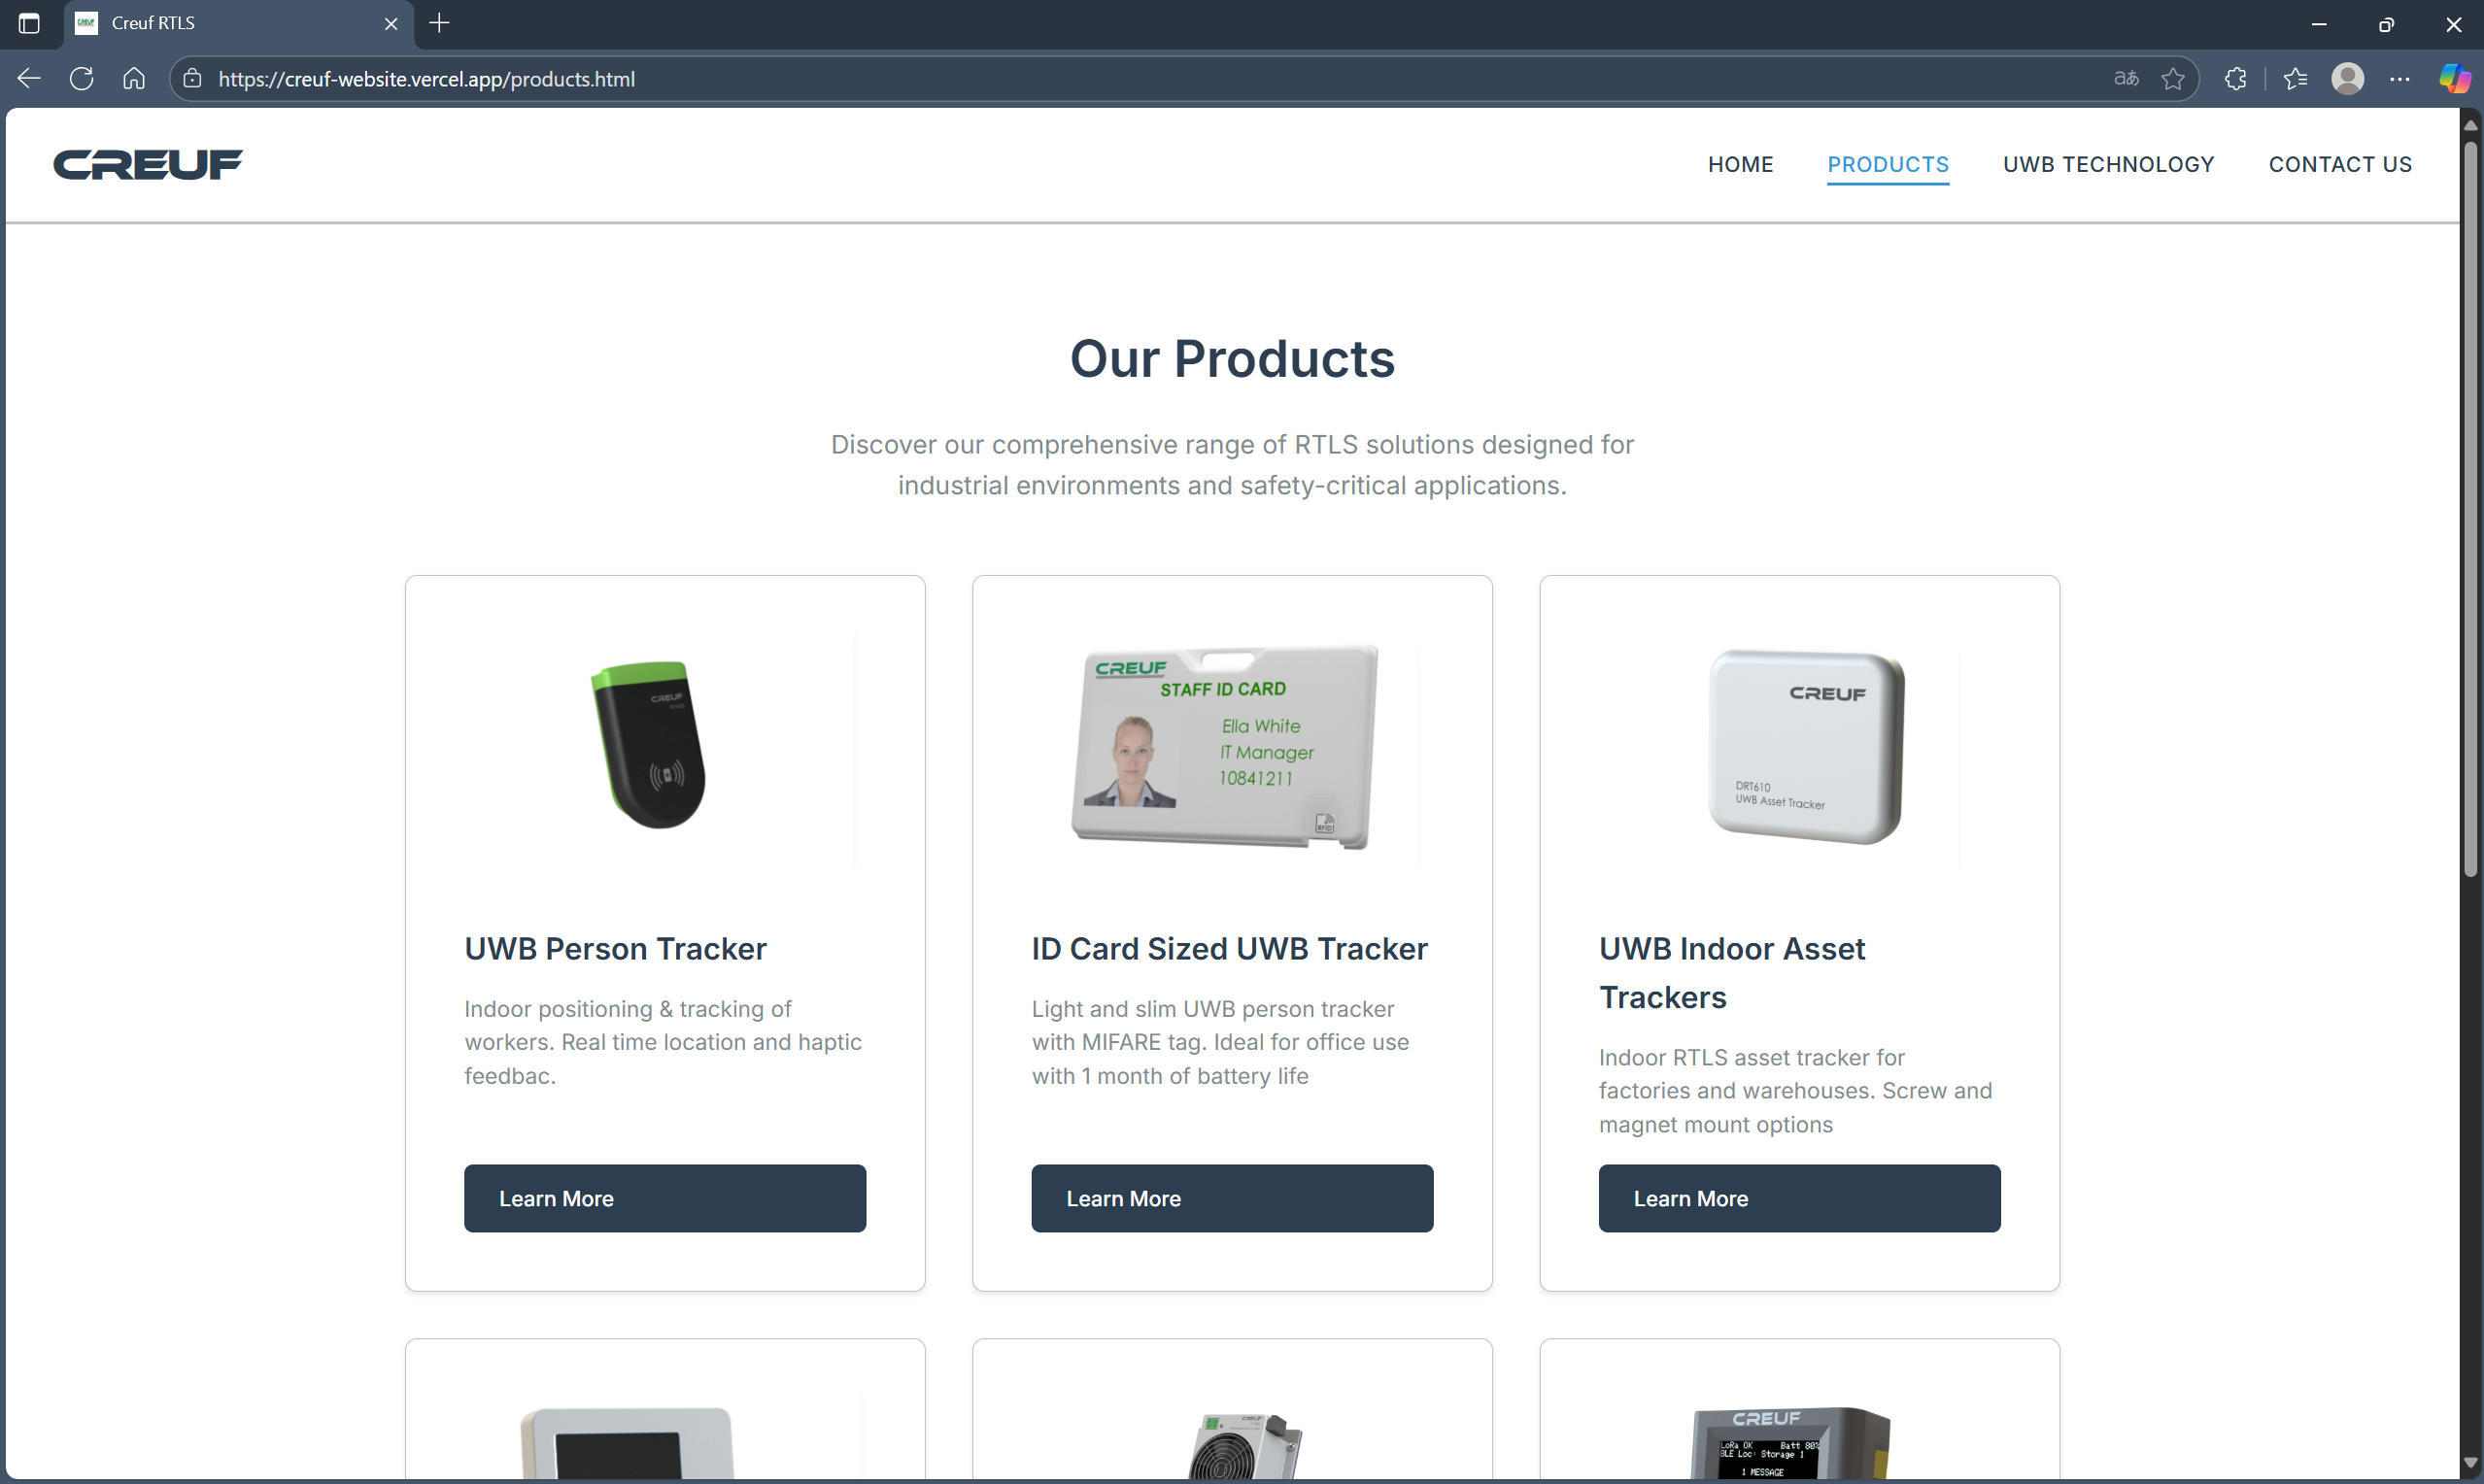 Creuf RTLS
https://creuf-website.vercel.app/products.html
aあ
CREUF
HOME
PRODUCTS
UWB TECHNOLOGY
CONTACT US
Our Products
Discover our comprehensive range of RTLS solutions designed for
industrial environments and safety-critical applications.
CREUF
UWB Person Tracker
Indoor positioning & tracking of
workers. Real time location and haptic
feedbac.
Learn More
CREUF
STAFF ID CARD
Ella White
IT Manager
10841211
RFID
ID Card Sized UWB Tracker
Light and slim UWB person tracker
with MIFARE tag. Ideal for office use
with 1 month of battery life
Learn More
CREUF
DRT610
UWB Asset Tracker
UWB Indoor Asset
Trackers
Indoor RTLS asset tracker for
factories and warehouses. Screw and
magnet mount options
Learn More
CREUF
CREUF
LoRa OK Batt 80%
BLE Loc: Storage 1
1 MESSAGE